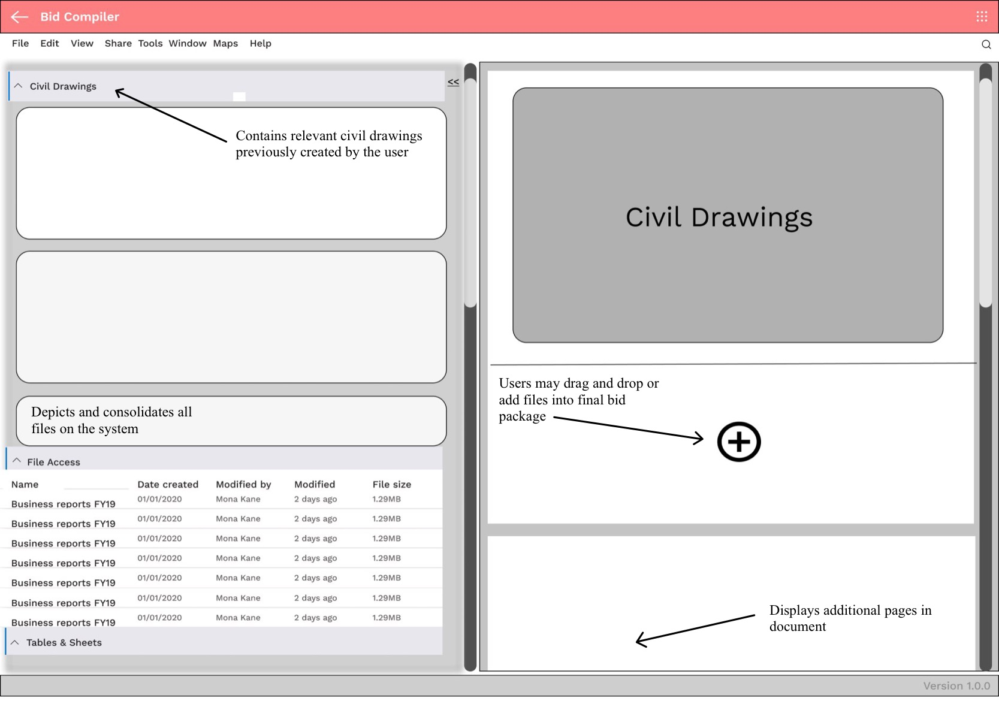 Bid Compiler
File Edit View Share Tools Window Maps Help
Civil Drawings
<<
Contains relevant civil drawings
previously created by the user
Depicts and consolidates all
files on the system
File Access
Name Date created Modified by Modified File size
Business reports FY19 01/01/2020 Mona Kane 2 days ago 1.29MB
Business reports FY19 01/01/2020 Mona Kane 2 days ago 1.29MB
Business reports FY19 01/01/2020 Mona Kane 2 days ago 1.29MB
Business reports FY19 01/01/2020 Mona Kane 2 days ago 1.29MB
Business reports FY19 01/01/2020 Mona Kane 2 days ago 1.29MB
Business reports FY19 01/01/2020 Mona Kane 2 days ago 1.29MB
Business reports FY19 01/01/2020 Mona Kane 2 days ago 1.29MB
Tables & Sheets
Civil Drawings
Users may drag and drop or
add files into final bid
package
Displays additional pages in
document
Version 1.0.0